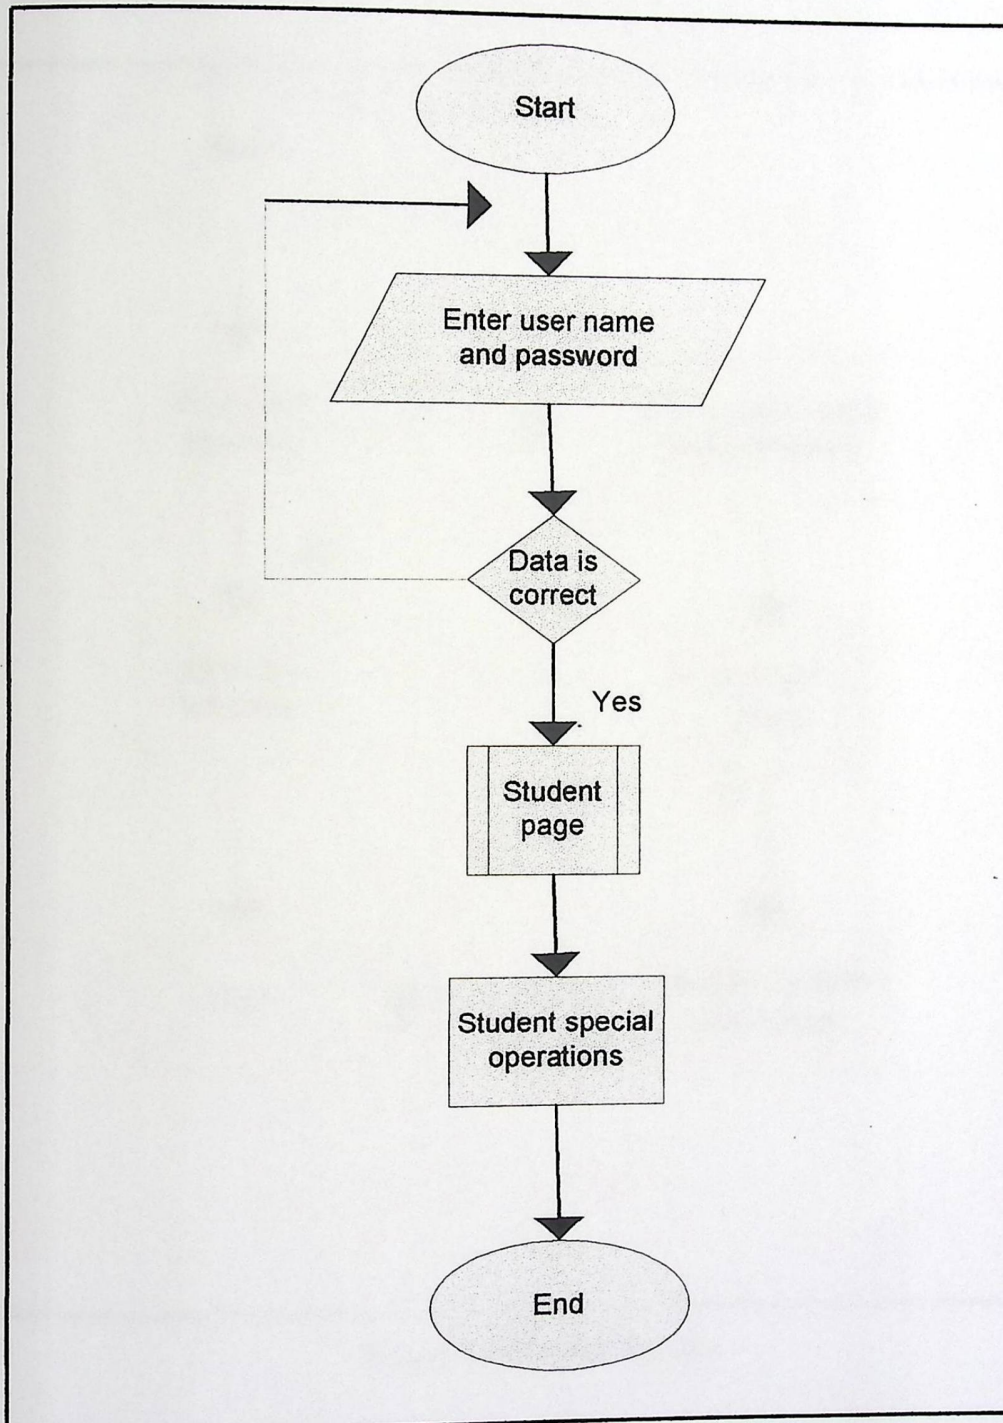 Start
Enter user name
and password
Data is
correct
Yes
Student
page
Student special
operations
End